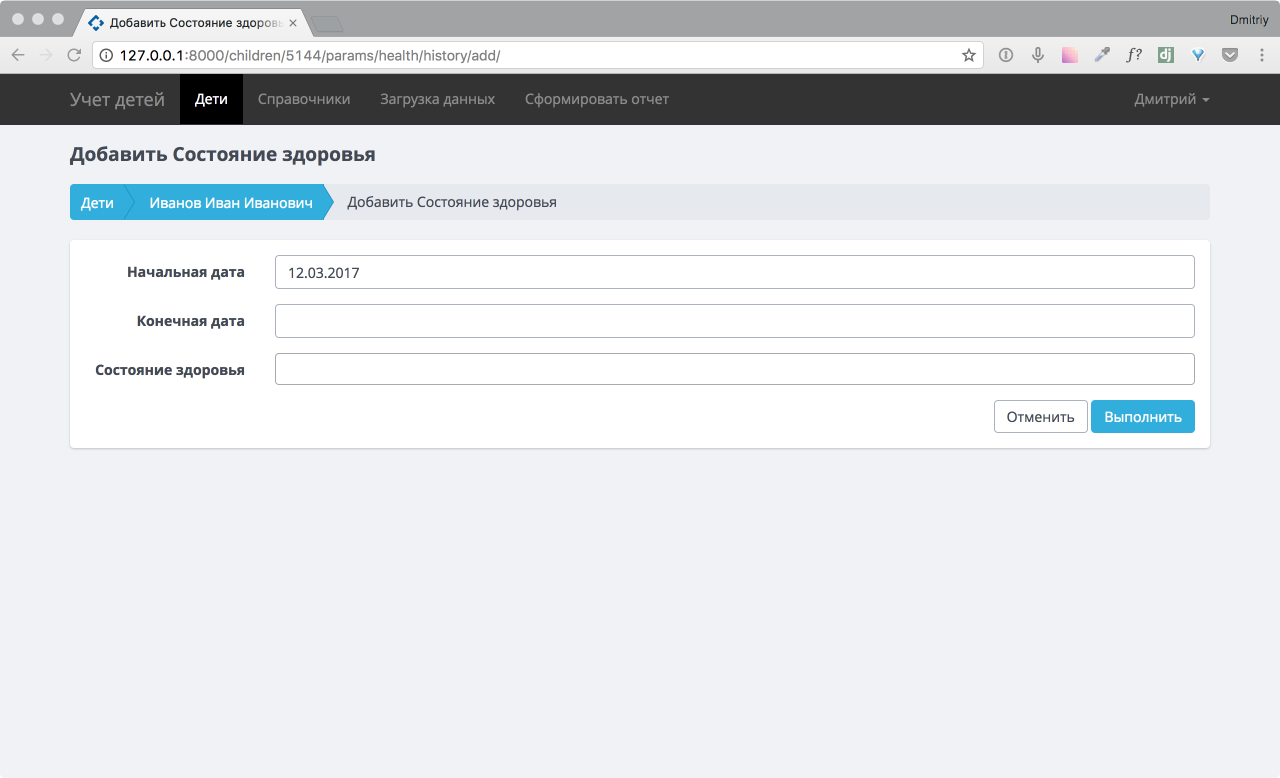 Добавить Состояние здоровь
Dmitriy
127.0.0.1:8000/children/5144/params/health/history/add/
f?
dj
Учет детей Дети Справочники Загрузка данных Сформировать отчет Дмитрий
Добавить Состояние здоровья
Дети Иванов Иван Иванович Добавить Состояние здоровья
Начальная дата 12.03.2017
Конечная дата
Состояние здоровья
Отменить Выполнить